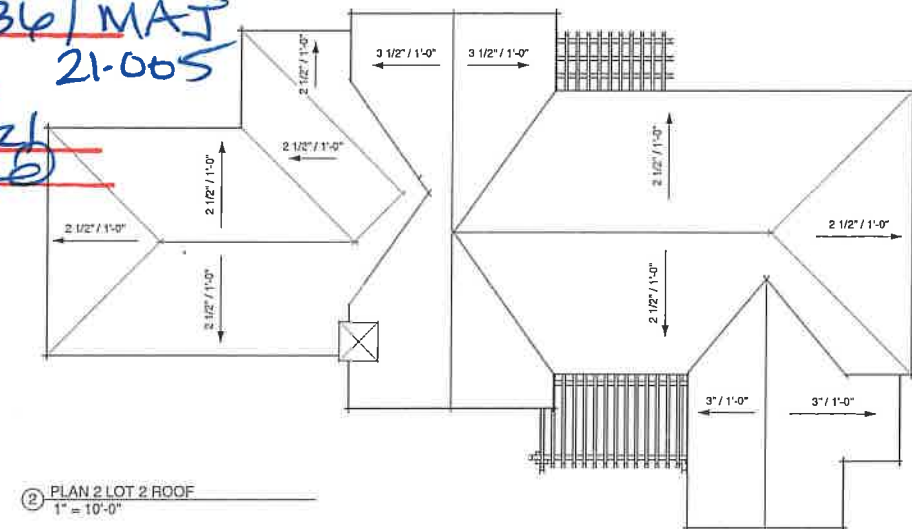 36/ MAJ
21-005
21
6
3 1/2" / 1'-0"
3 1/2" / 1'-0"
2 1/2" / 1'-0"
2 1/2" / 1'-0"
2 1/2" / 1'-0"
2 1/2" / 1'-0"
2 1/2" / 1'-0"
2 1/2" / 1'-0"
2 1/2" / 1'-0"
2 1/2" / 1'-0"
3" / 1'-0"
3" / 1'-0"
2 PLAN 2 LOT 2 ROOF
1" = 10'-0"